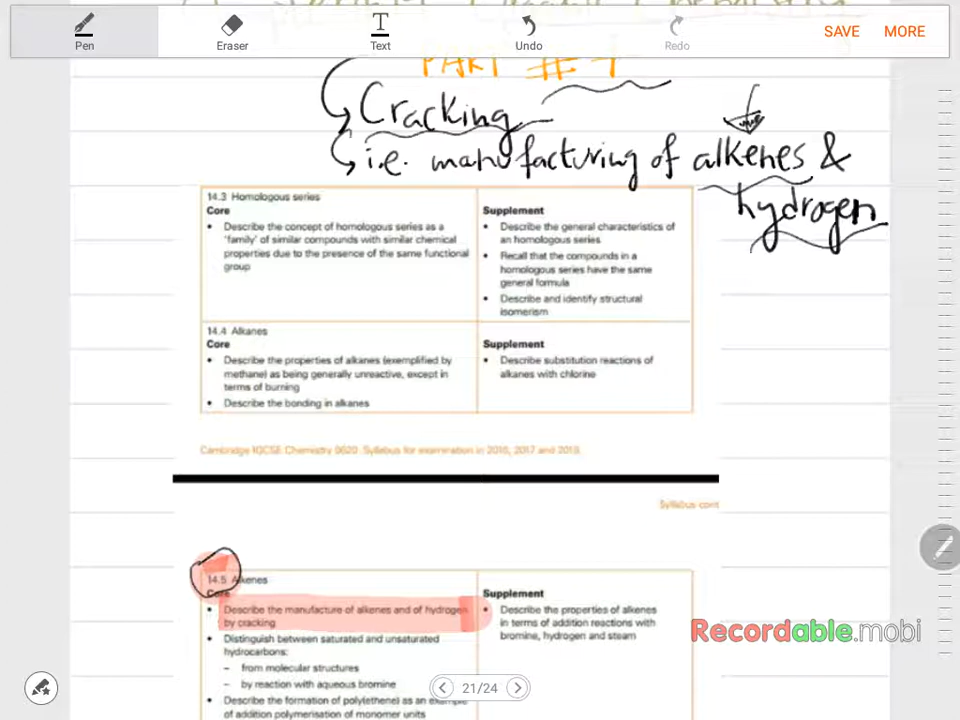 Pen
Eraser
Text
Undo
Redo
SAVE
MORE
PART #
Cracking
i.e. manufacturing of alkenes &
hydrogen
14.3 Homologous series
Core
• Describe the concept of homologous series as a
'family' of similar compounds with similar chemical
properties due to the presence of the same functional
group
Supplement
• Describe the general characteristics of
an homologous series
• Recall that the compounds in a
homologous series have the same
general formula
• Describe and identify structural
isomerism
14.4 Alkanes
Core
• Describe the properties of alkanes (exemplified by
methane) as being generally unreactive, except in
terms of burning
• Describe the bonding in alkanes
Supplement
• Describe substitution reactions of
alkanes with chlorine
Cambridge IGCSE Chemistry 0620. Syllabus for examination in 2016, 2017 and 2018.
Syllabus cont
14.5 Alkenes
Core
• Describe the manufacture of alkenes and of hydrogen
by cracking
• Distinguish between saturated and unsaturated
hydrocarbons:
– from molecular structures
– by reaction with aqueous bromine
• Describe the formation of poly(ethene) as an example
of addition polymerisation of monomer units
Supplement
• Describe the properties of alkenes
in terms of addition reactions with
bromine, hydrogen and steam
21/24
Recordable.mobi